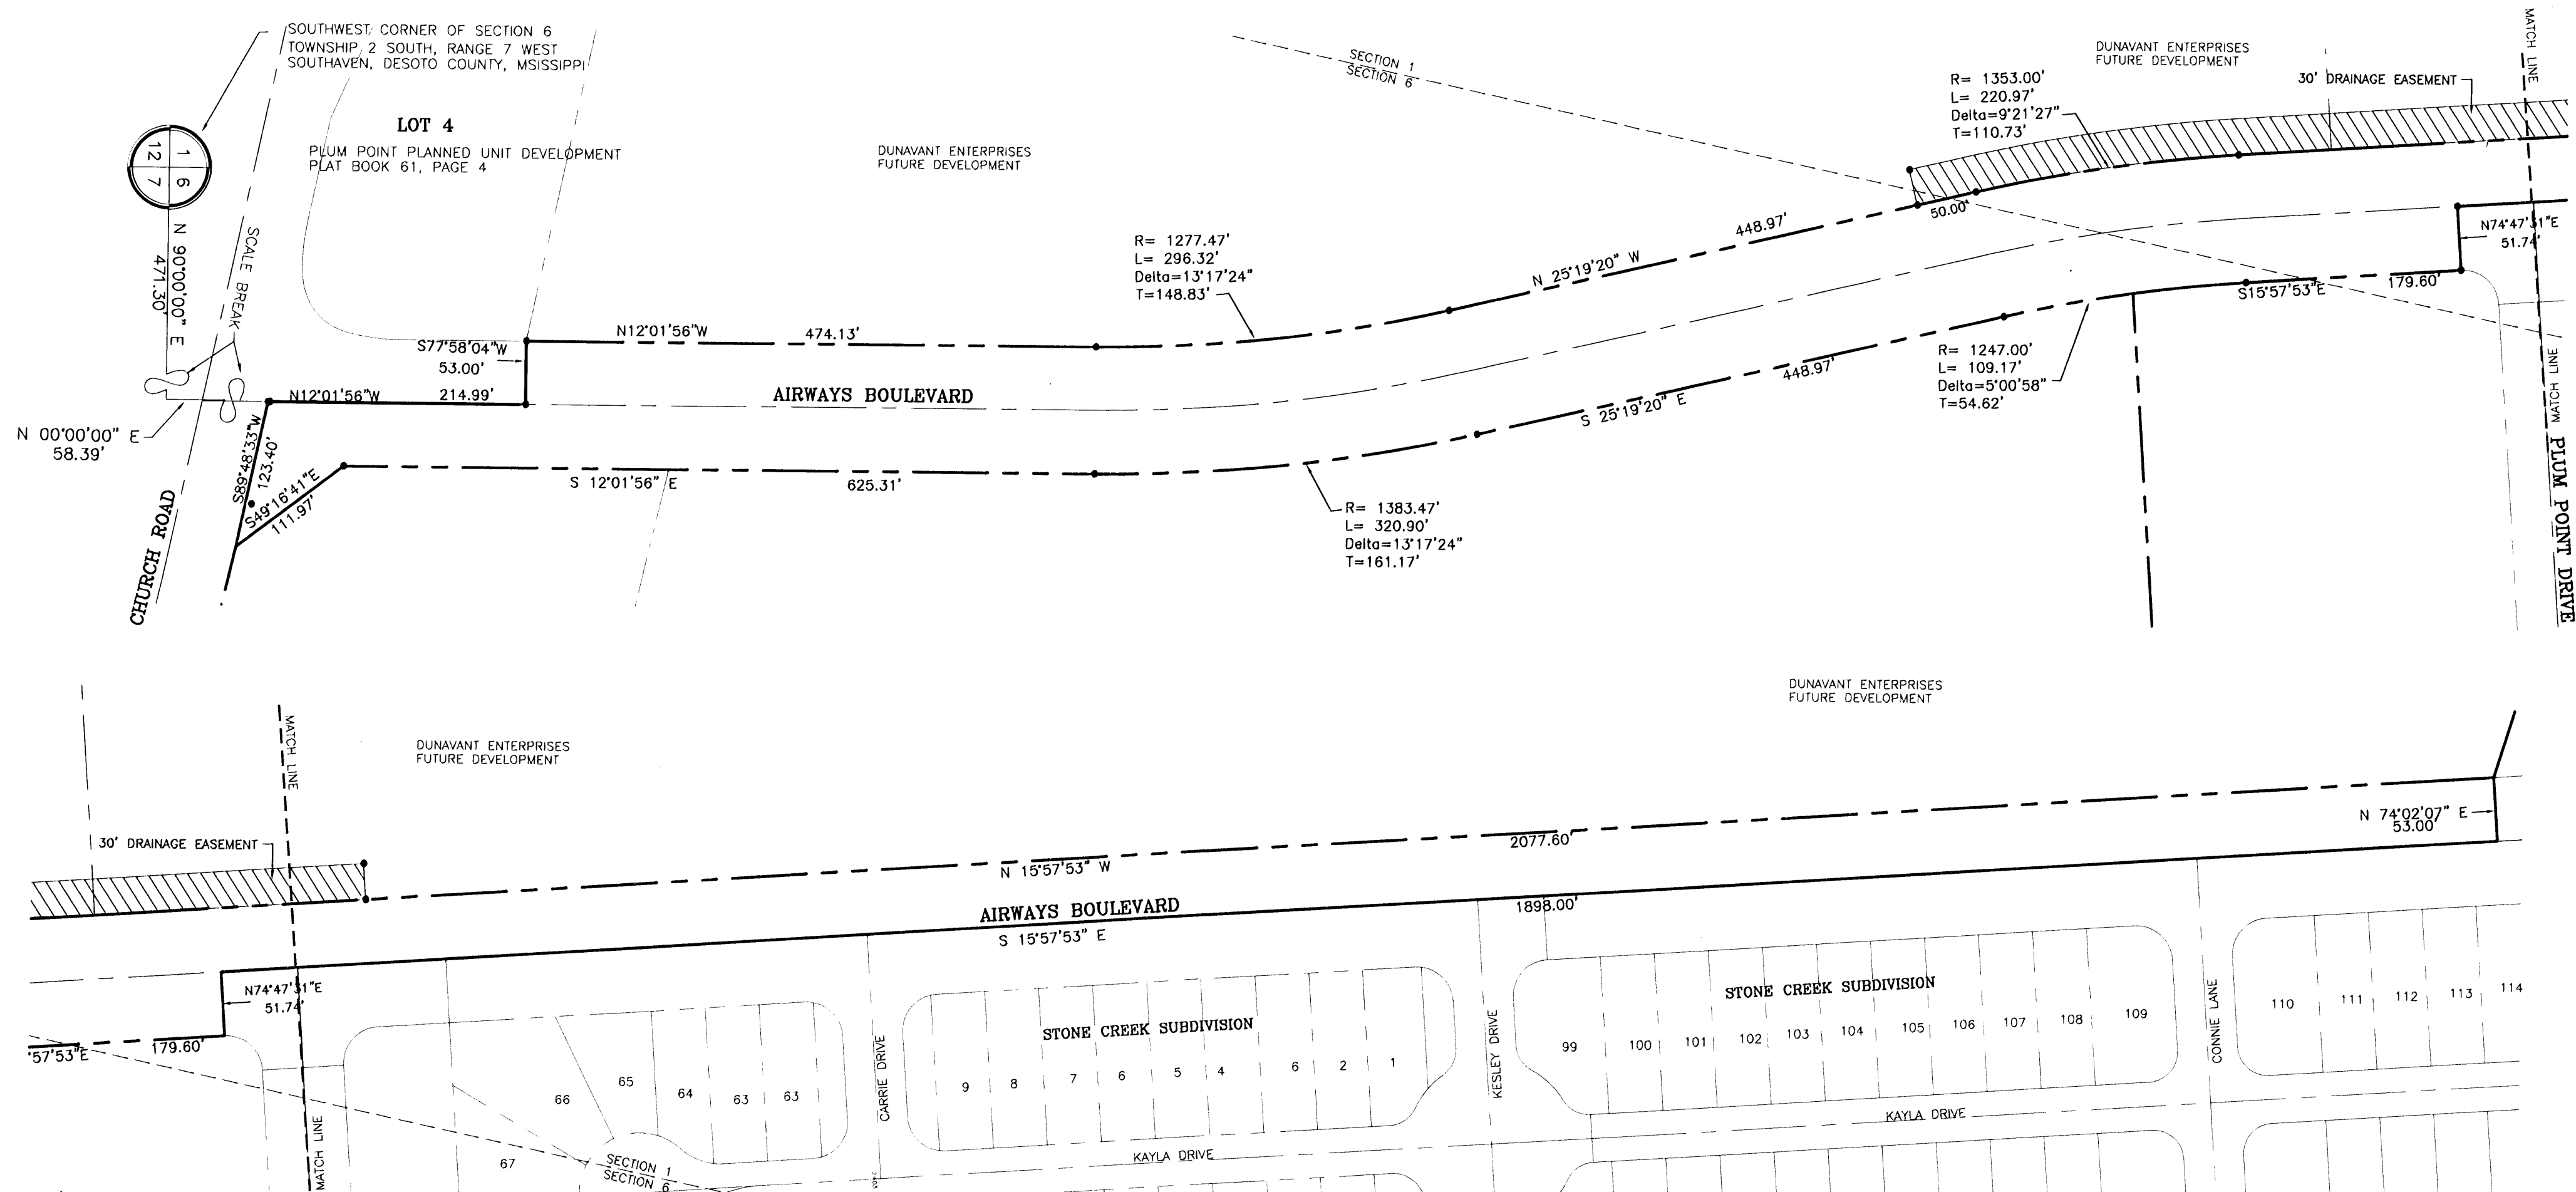 SOUTHWEST CORNER OF SECTION 6
TOWNSHIP 2 SOUTH, RANGE 7 WEST
SOUTHAVEN, DESOTO COUNTY, MSISSIPPI
LOT 4
PLUM POINT PLANNED UNIT DEVELOPMENT
PLAT BOOK 61, PAGE 4
12 1
7 6
N 90°00'00" E
471.30'
SCALE BREAK
N 00°00'00" E
58.39'
DUNAVANT ENTERPRISES
FUTURE DEVELOPMENT
SECTION 1
SECTION 6
DUNAVANT ENTERPRISES
FUTURE DEVELOPMENT
30' DRAINAGE EASEMENT
MATCH LINE
R= 1353.00'
L= 220.97'
Delta=9°21'27"
T=110.73'
50.00'
448.97'
N 25°19'20" W
R= 1277.47'
L= 296.32'
Delta=13°17'24"
T=148.83'
N12°01'56"W
474.13'
S77°58'04"W
53.00'
N12°01'56"W
214.99'
AIRWAYS BOULEVARD
N74°47'31"E
51.74'
179.60'
S15°57'53"E
R= 1247.00'
L= 109.17'
Delta=5°00'58"
T=54.62'
448.97'
S 25°19'20" E
S89°48'33"W
123.40'
S49°16'41"E
111.97'
S 12°01'56" E
625.31'
R= 1383.47'
L= 320.90'
Delta=13°17'24"
T=161.17'
CHURCH ROAD
MATCH LINE
PLUM POINT DRIVE
DUNAVANT ENTERPRISES
FUTURE DEVELOPMENT
MATCH LINE
DUNAVANT ENTERPRISES
FUTURE DEVELOPMENT
30' DRAINAGE EASEMENT
2077.60'
N 15°57'53" W
N 74°02'07" E
53.00'
AIRWAYS BOULEVARD
S 15°57'53" E
1898.00'
N74°47'31"E
51.74'
'57'53"E
179.60'
STONE CREEK SUBDIVISION
STONE CREEK SUBDIVISION
66
65
64
63
63
67
CARRIE DRIVE
9
8
7
6
5
4
6
2
1
KESLEY DRIVE
99
100
101
102
103
104
105
106
107
108
109
CONNIE LANE
110
111
112
113
114
KAYLA DRIVE
KAYLA DRIVE
MATCH LINE
SECTION 1
SECTION 6